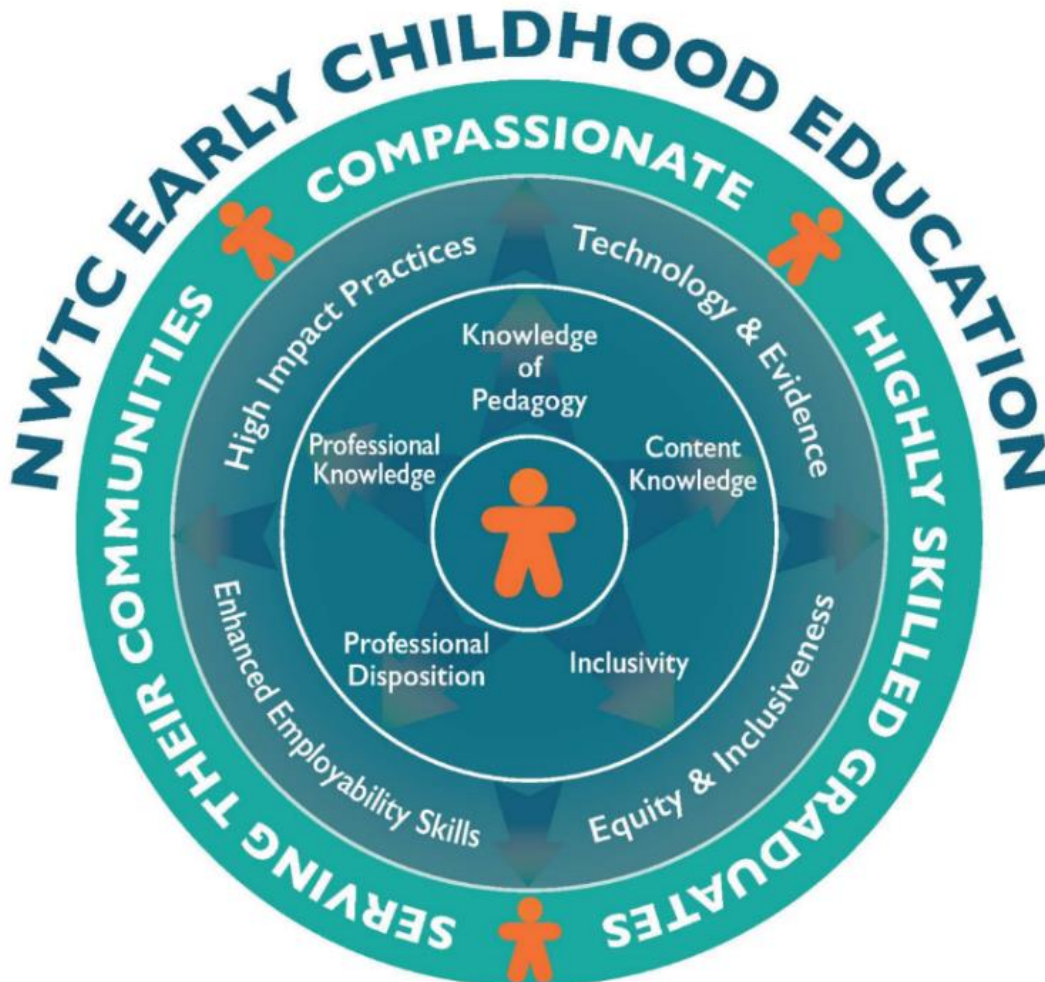 NWTC EARLY CHILDHOOD EDUCATION
COMPASSIONATE
HIGHLY SKILLED GRADUATES
SERVING THEIR COMMUNITIES
High Impact Practices
Technology & Evidence
Equity & Inclusiveness
Enhanced Employability Skills
Knowledge
of
Pedagogy
Professional
Knowledge
Content
Knowledge
Professional
Disposition
Inclusivity